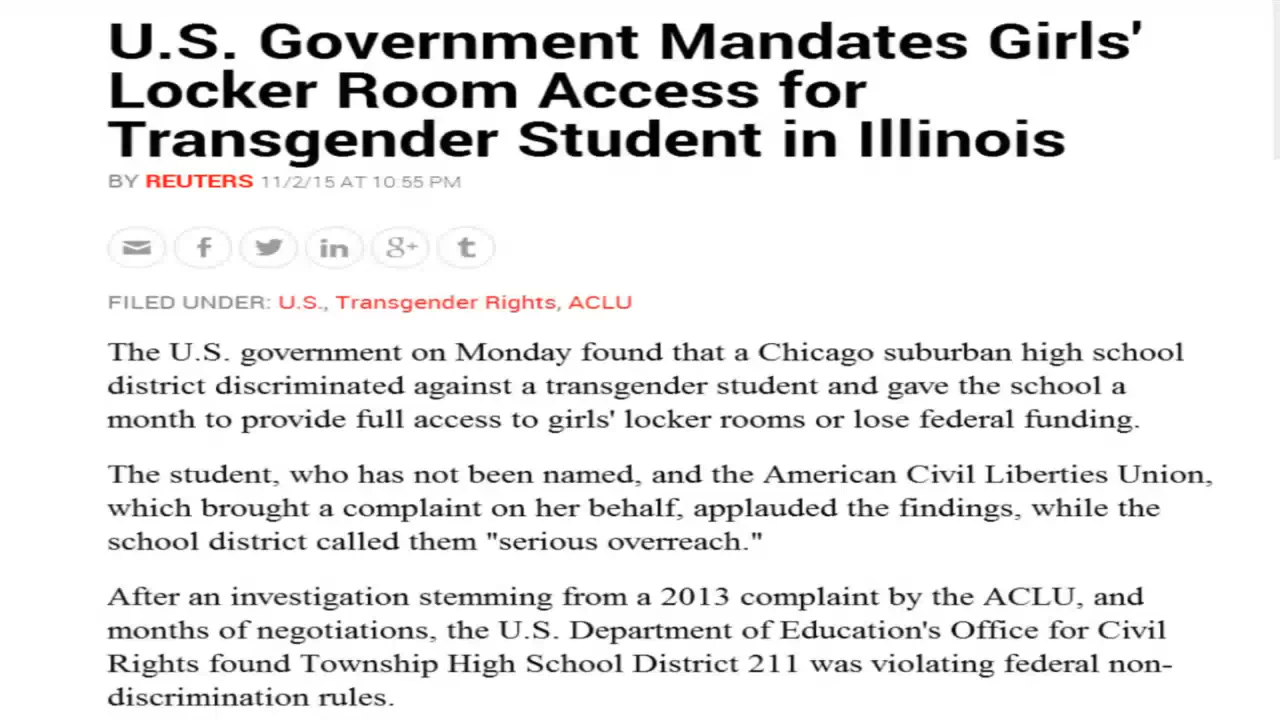 U.S. Government Mandates Girls'
Locker Room Access for
Transgender Student in Illinois
BY REUTERS 11/2/15 AT 10:55 PM
f in g+ t
FILED UNDER: U.S., Transgender Rights, ACLU
The U.S. government on Monday found that a Chicago suburban high school
district discriminated against a transgender student and gave the school a
month to provide full access to girls' locker rooms or lose federal funding.
The student, who has not been named, and the American Civil Liberties Union,
which brought a complaint on her behalf, applauded the findings, while the
school district called them "serious overreach."
After an investigation stemming from a 2013 complaint by the ACLU, and
months of negotiations, the U.S. Department of Education's Office for Civil
Rights found Township High School District 211 was violating federal non-
discrimination rules.